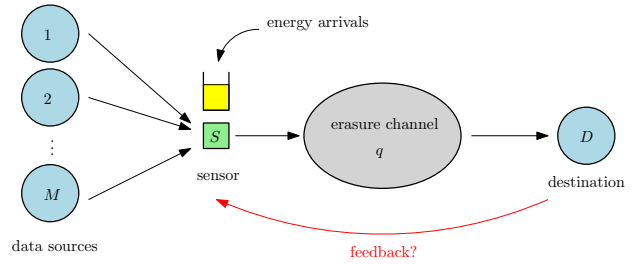 energy arrivals
1
2
⋮
M
data sources
S
sensor
erasure channel
q
D
destination
feedback?